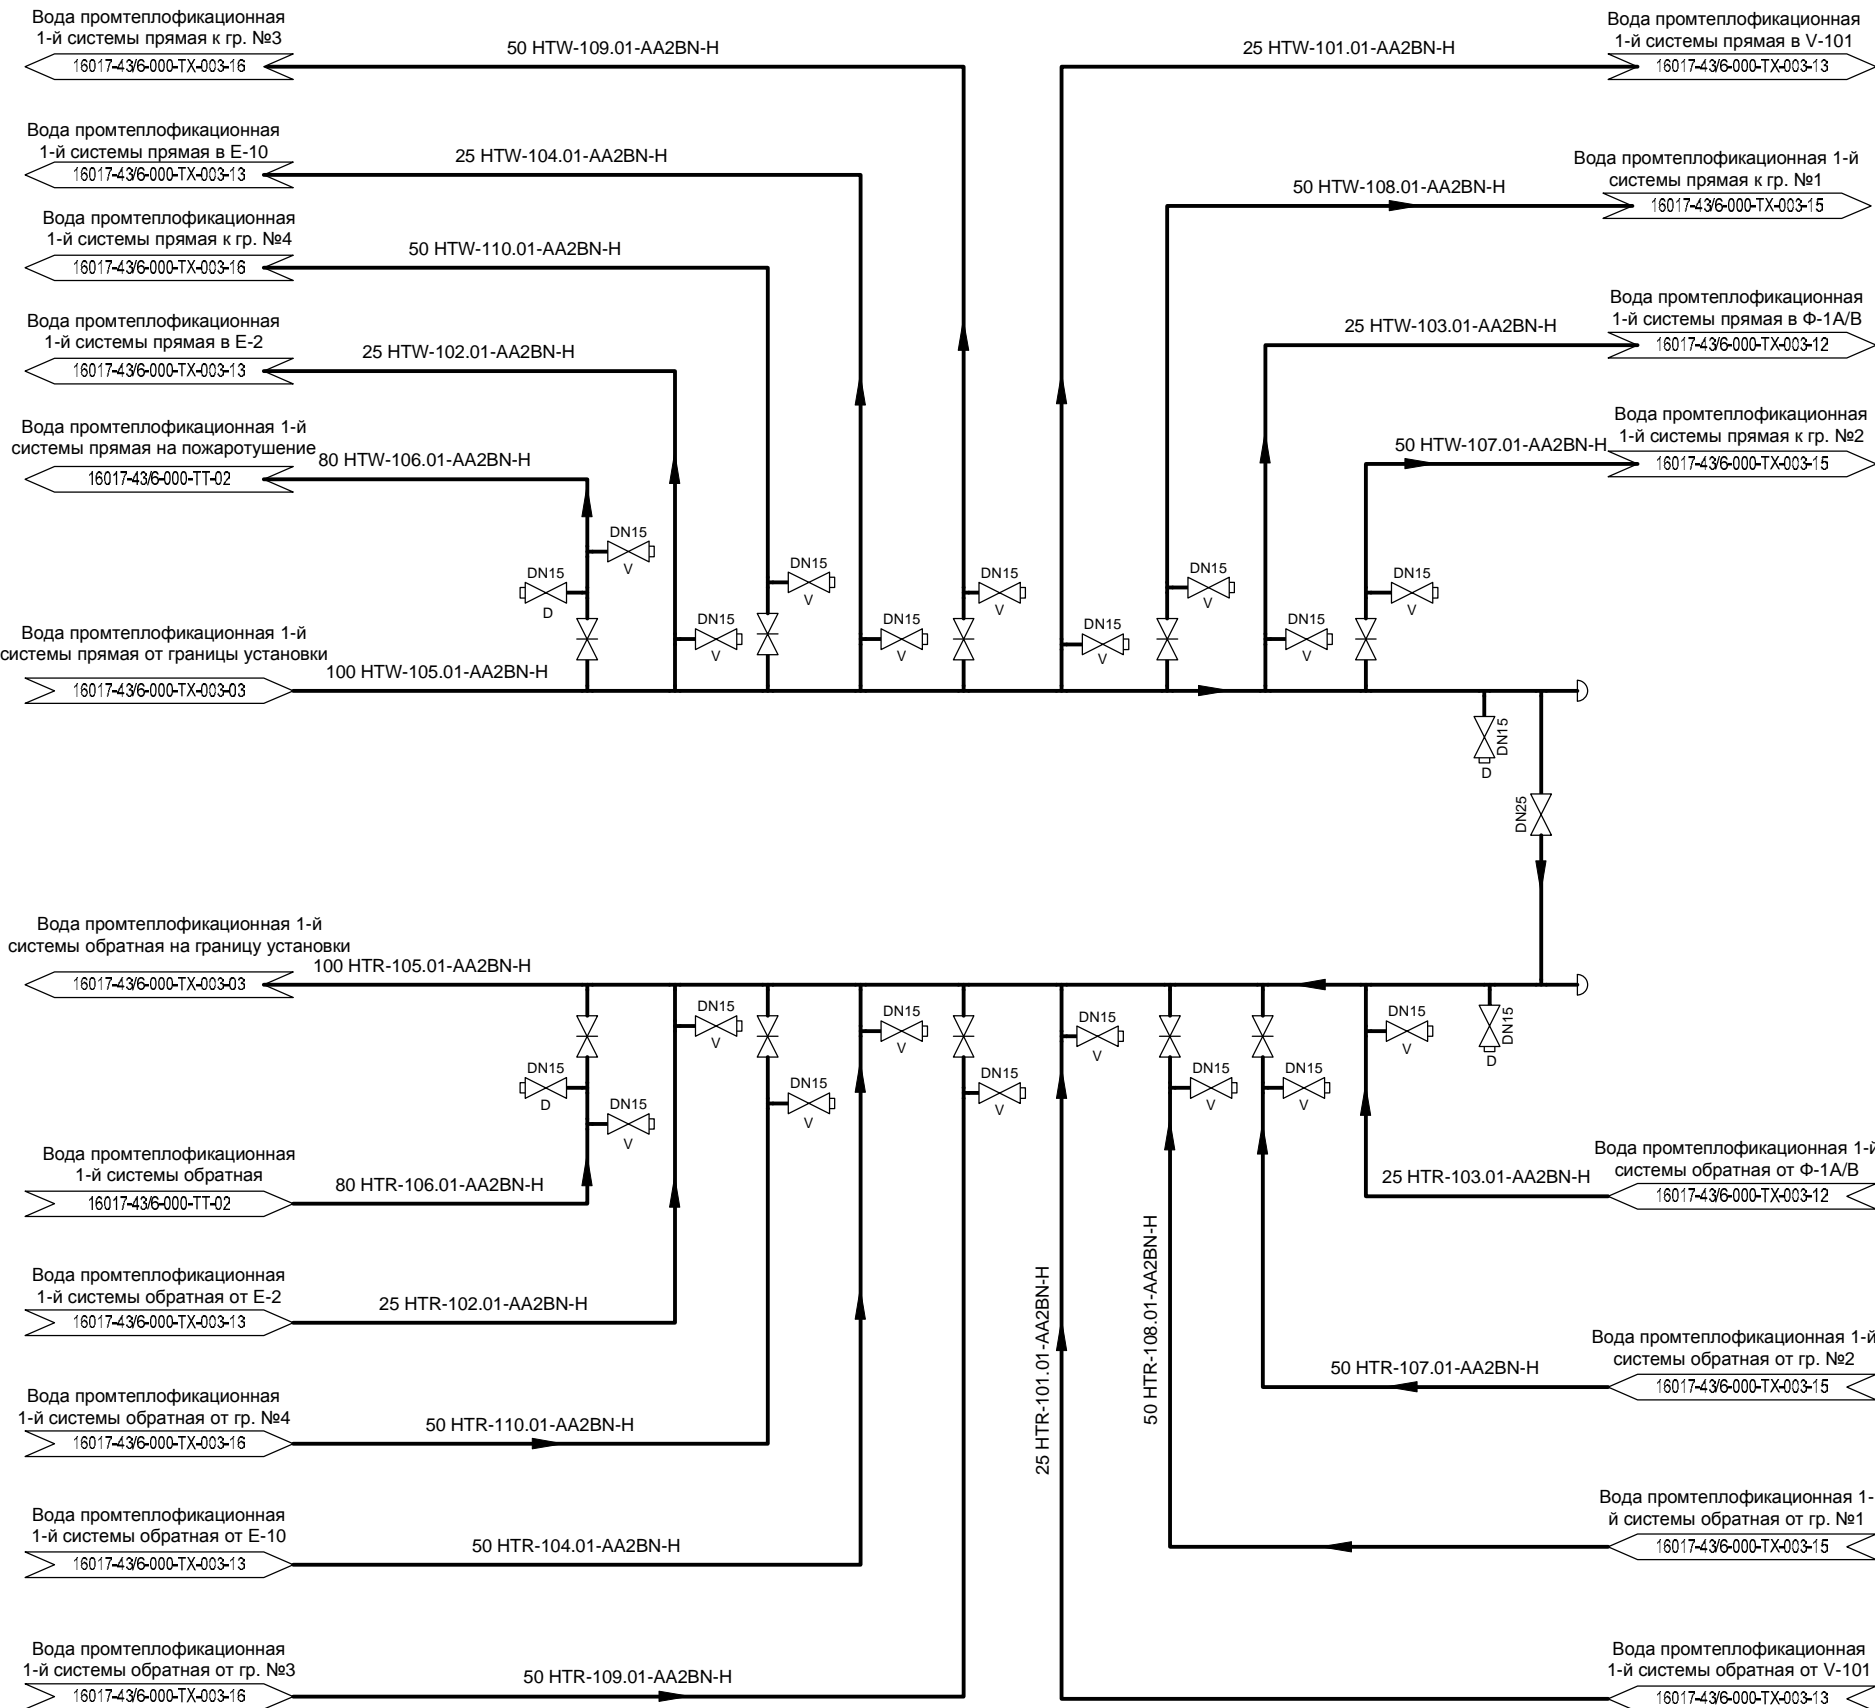 Вода промтеплофикационная
1-й системы прямая к гр. №3
16017-43/6-000-ТХ-003-16
50 HTW-109.01-AA2BN-H
25 HTW-101.01-AA2BN-H
Вода промтеплофикационная
1-й системы прямая в V-101
16017-43/6-000-ТХ-003-13
Вода промтеплофикационная
1-й системы прямая в Е-10
16017-43/6-000-ТХ-003-13
25 HTW-104.01-AA2BN-H
50 HTW-108.01-AA2BN-H
Вода промтеплофикационная 1-й
системы прямая к гр. №1
16017-43/6-000-ТХ-003-15
Вода промтеплофикационная
1-й системы прямая к гр. №4
16017-43/6-000-ТХ-003-16
50 HTW-110.01-AA2BN-H
Вода промтеплофикационная
1-й системы прямая в Е-2
16017-43/6-000-ТХ-003-13
25 HTW-102.01-AA2BN-H
25 HTW-103.01-AA2BN-H
Вода промтеплофикационная
1-й системы прямая в Ф-1А/В
16017-43/6-000-ТХ-003-12
Вода промтеплофикационная 1-й
системы прямая на пожаротушение
16017-43/6-000-ТТ-02
80 HTW-106.01-AA2BN-H
50 HTW-107.01-AA2BN-H
Вода промтеплофикационная
1-й системы прямая к гр. №2
16017-43/6-000-ТХ-003-15
DN15
V
DN15
D
DN15
V
DN15
V
DN15
V
DN15
V
DN15
V
DN15
V
DN15
V
DN15
V
Вода промтеплофикационная 1-й
системы прямая от границы установки
16017-43/6-000-ТХ-003-03
100 HTW-105.01-AA2BN-H
DN15
D
DN25
Вода промтеплофикационная 1-й
системы обратная на границу установки
16017-43/6-000-ТХ-003-03
100 HTR-105.01-AA2BN-H
DN15
D
DN15
V
DN15
V
DN15
V
DN15
V
DN15
V
DN15
V
DN15
V
DN15
V
DN15
V
DN15
D
Вода промтеплофикационная
1-й системы обратная
16017-43/6-000-ТТ-02
80 HTR-106.01-AA2BN-H
25 HTR-103.01-AA2BN-H
Вода промтеплофикационная 1-й
системы обратная от Ф-1А/В
16017-43/6-000-ТХ-003-12
Вода промтеплофикационная
1-й системы обратная от Е-2
16017-43/6-000-ТХ-003-13
25 HTR-102.01-AA2BN-H
25 HTR-101.01-AA2BN-H
50 HTR-108.01-AA2BN-H
50 HTR-107.01-AA2BN-H
Вода промтеплофикационная 1-й
системы обратная от гр. №2
16017-43/6-000-ТХ-003-15
Вода промтеплофикационная
1-й системы обратная от гр. №4
16017-43/6-000-ТХ-003-16
50 HTR-110.01-AA2BN-H
Вода промтеплофикационная
1-й системы обратная от Е-10
16017-43/6-000-ТХ-003-13
50 HTR-104.01-AA2BN-H
Вода промтеплофикационная 1-
й системы обратная от гр. №1
16017-43/6-000-ТХ-003-15
Вода промтеплофикационная
1-й системы обратная от гр. №3
16017-43/6-000-ТХ-003-16
50 HTR-109.01-AA2BN-H
Вода промтеплофикационная
1-й системы обратная от V-101
16017-43/6-000-ТХ-003-13